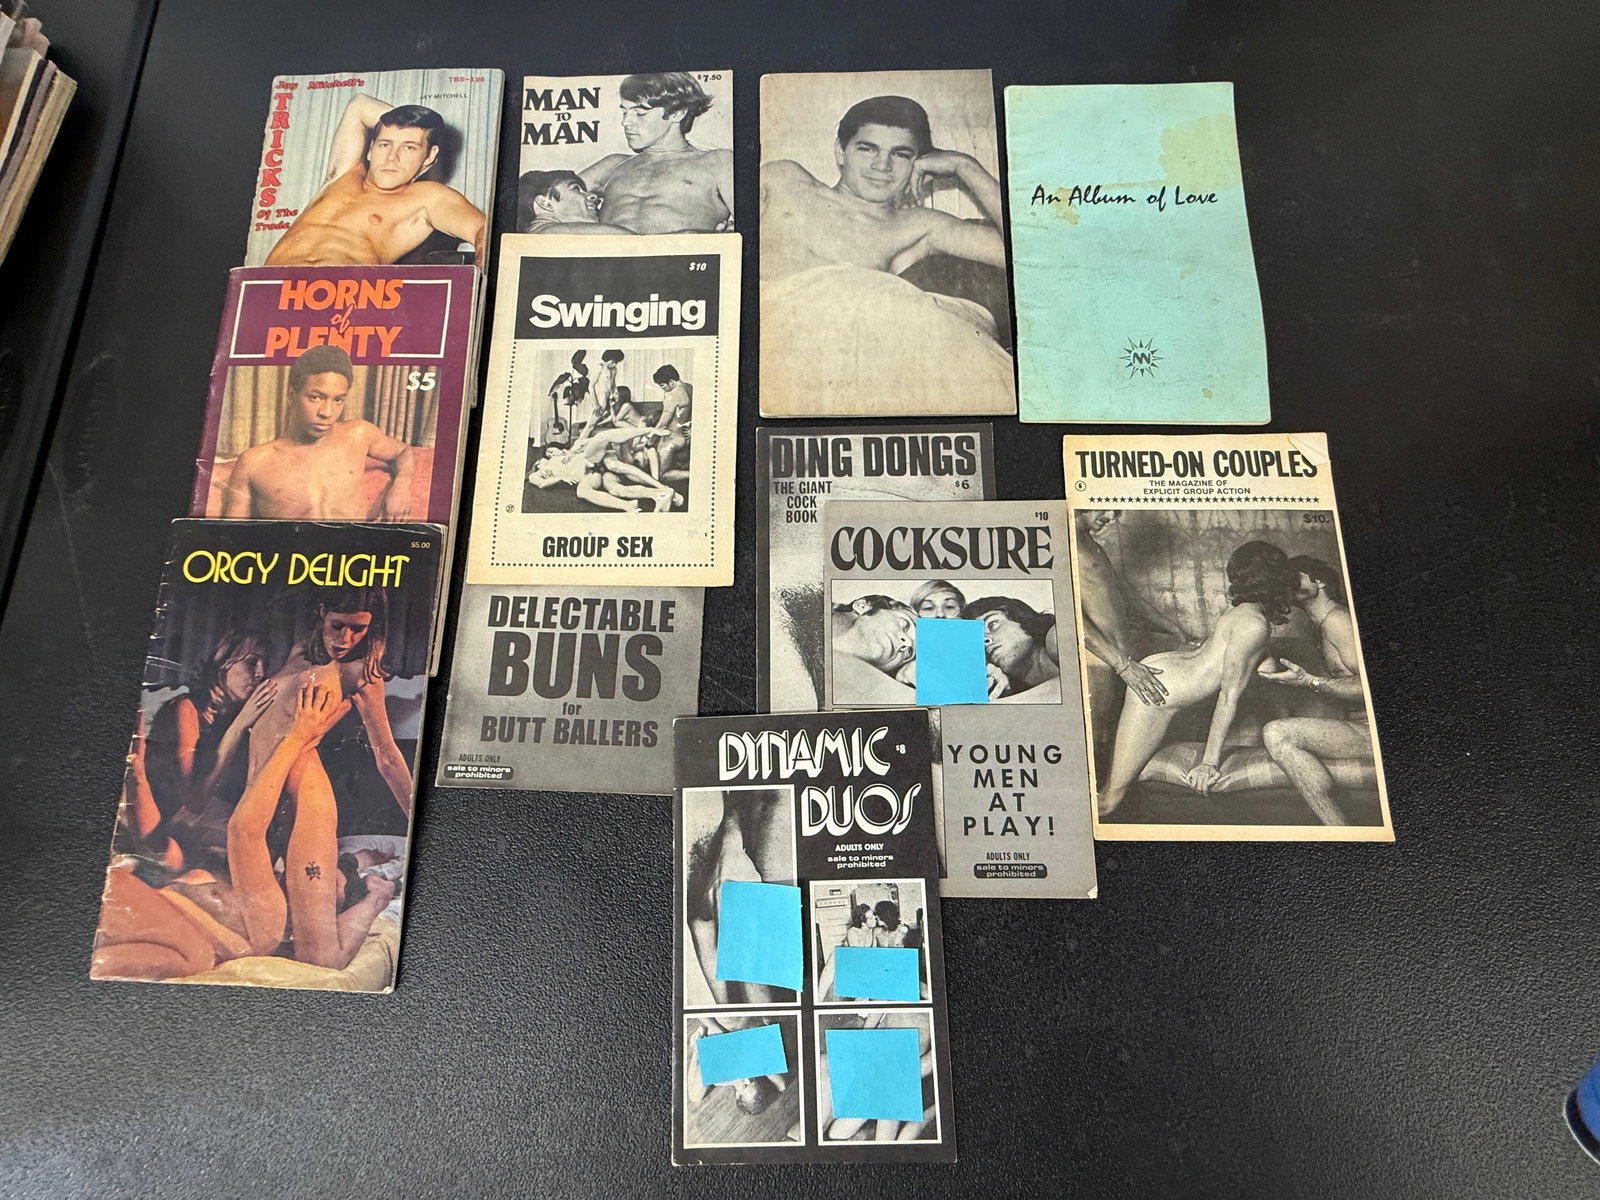 Jay Mitchell's
TRICKS
Of The
Trade
TBS-3.00
JAY MITCHELL
MAN
TO
MAN
$7.50
An Album of Love
HORNS
of
PLENTY
$5
$10
Swinging
27
GROUP SEX
DING DONGS
THE GIANT
COCK
BOOK
$6
$10
COCKSURE
YOUNG
MEN
AT
PLAY!
ADULTS ONLY
sale to minors
prohibited
TURNED-ON COUPLES
6
THE MAGAZINE OF
EXPLICIT GROUP ACTION
$10.
$5.00
ORGY DELIGHT
DELECTABLE
BUNS
for
BUTT BALLERS
ADULTS ONLY
sale to minors
prohibited
DYNAMIC
$8
DUOS
ADULTS ONLY
sale to minors
prohibited